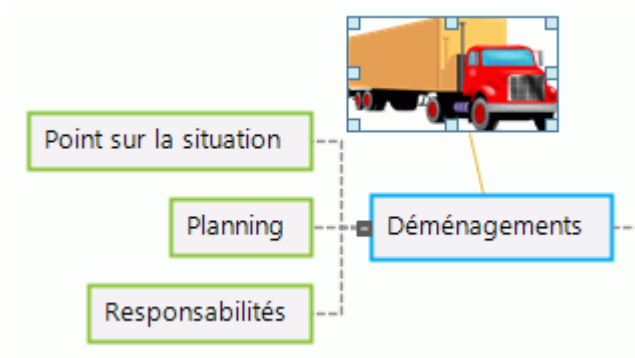 Point sur la situation
Planning
Déménagements
Responsabilités